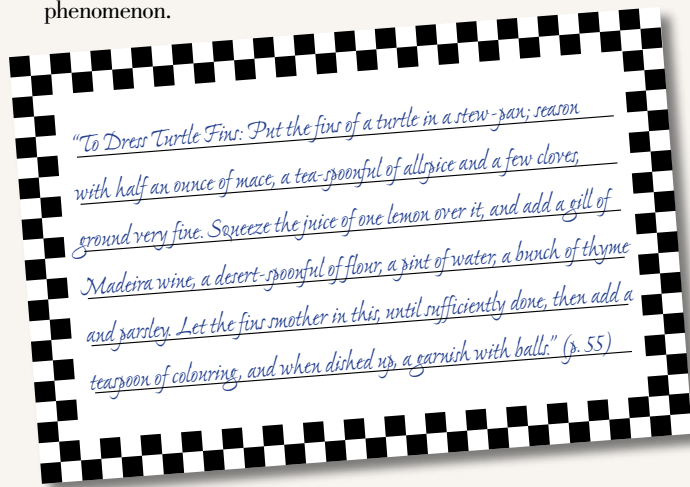 phenomenon.
“To Dress Turtle Fins: Put the fins of a turtle in a stew-pan; season
with half an ounce of mace, a tea-spoonful of allspice and a few cloves,
ground very fine. Squeeze the juice of one lemon over it, and add a gill of
Madeira wine, a desert-spoonful of flour, a pint of water, a bunch of thyme
and parsley. Let the fins smother in this, until sufficiently done, then add a
teaspoon of colouring, and when dished up, a garnish with balls.” (p. 55)